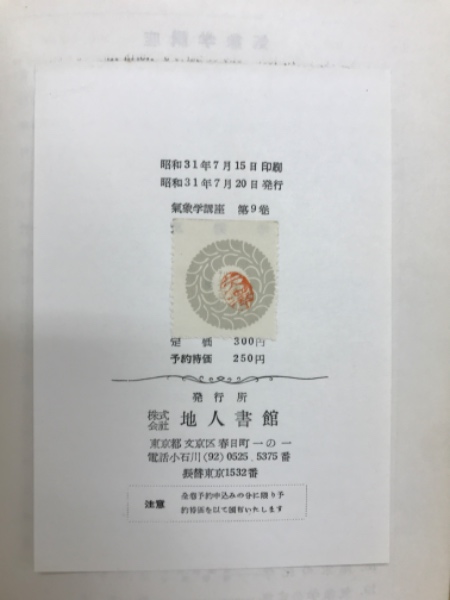 昭和31年7月15日 印刷
昭和31年7月20日 発行
氣象学講座 第9巻
定価 300円
予約特価 250円
発行所
株式会社 地人書館
東京都文京区春日町一の一
電話小石川(92)0525.5375番
振替東京1532番
注意
全巻予約申込みの分に限り予
約特価を以て頒布いたします